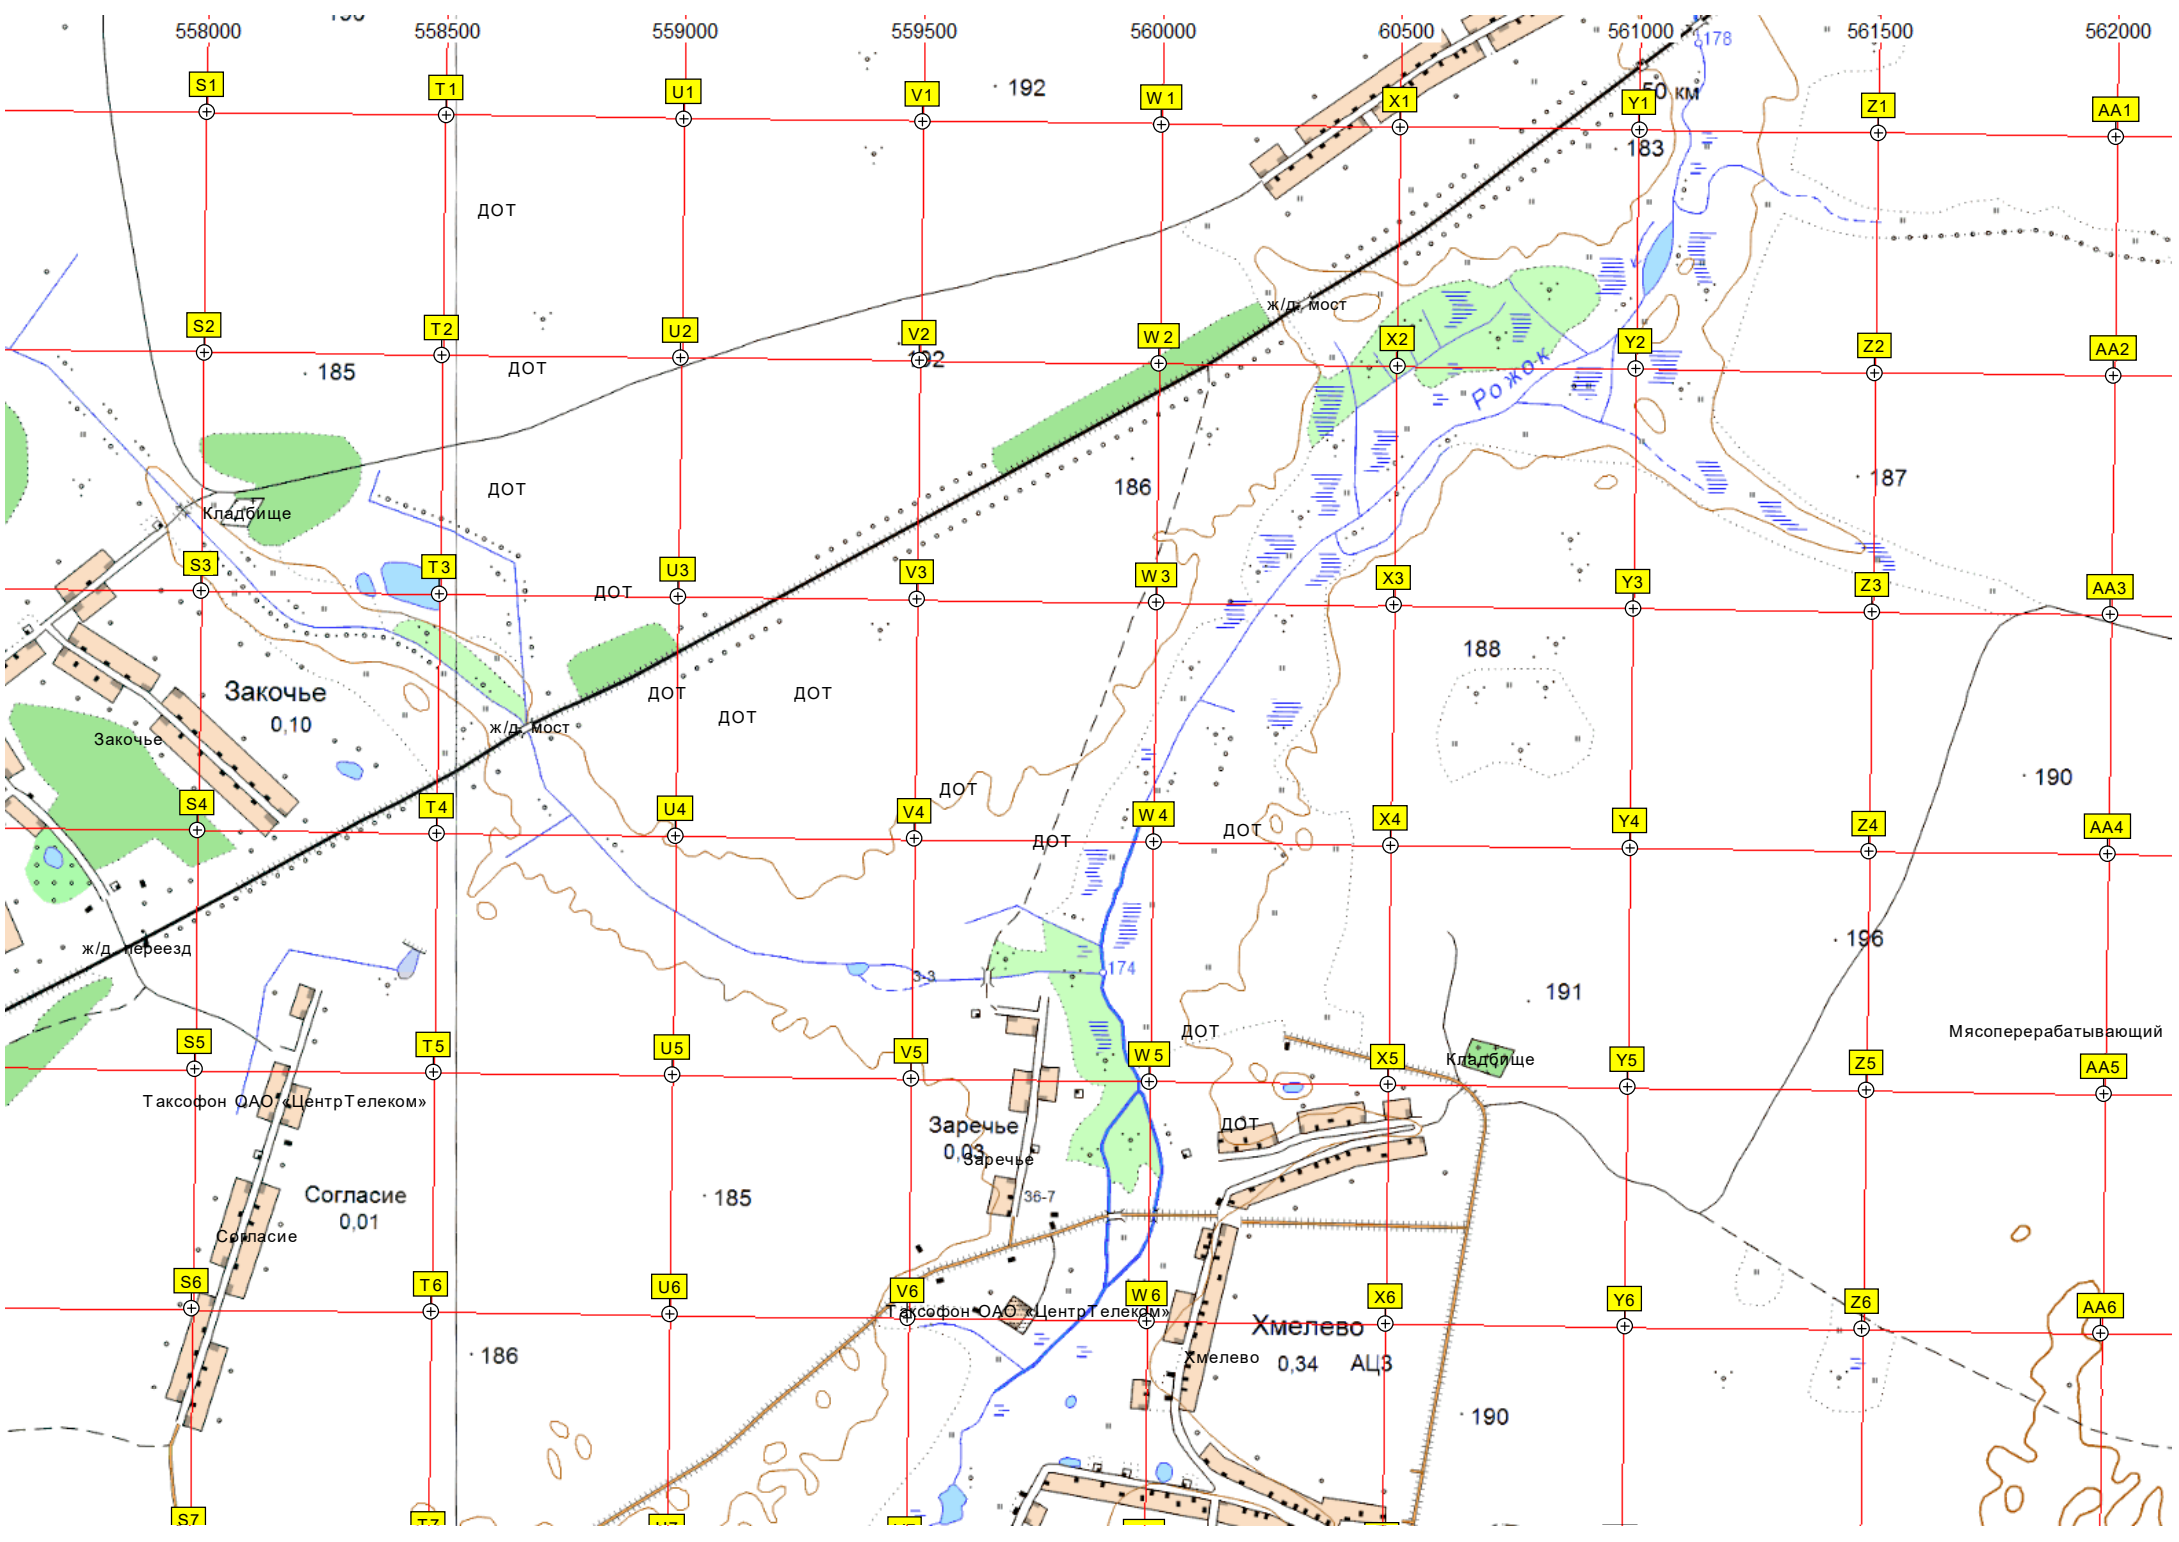 558000 558500 559000 559500 560000 60500 561000 561500 562000
178
S1 T1 U1 V1 W1 X1 Y1 Z1 AA1
192
50 км
183
ДОТ
ж/д. мост
S2 T2 U2 V2 W2 X2 Y2 Z2 AA2
192
185
ДОТ
Рожок
186
187
ДОТ
Кладбище
S3 T3 U3 V3 W3 X3 Y3 Z3 AA3
ДОТ
188
Закочье
0,10
ДОТ
ДОТ
ДОТ
ж/д. мост
Закочье
190
ДОТ
S4 T4 U4 V4 W4 X4 Y4 Z4 AA4
ДОТ
ДОТ
196
ж/д. переезд
3-3
174
191
ДОТ
Мясоперерабатывающий
Кладбище
S5 T5 U5 V5 W5 X5 Y5 Z5 AA5
Таксофон ОАО «ЦентрТелеком»
Заречье
0,03
Заречье
ДОТ
Согласие
0,01
185
36-7
Согласие
S6 T6 U6 V6 W6 X6 Y6 Z6 AA6
Таксофон ОАО «ЦентрТелеком»
Хмелево
0,34 АЦЗ
Хмелево
186
190
S7 T7 U7